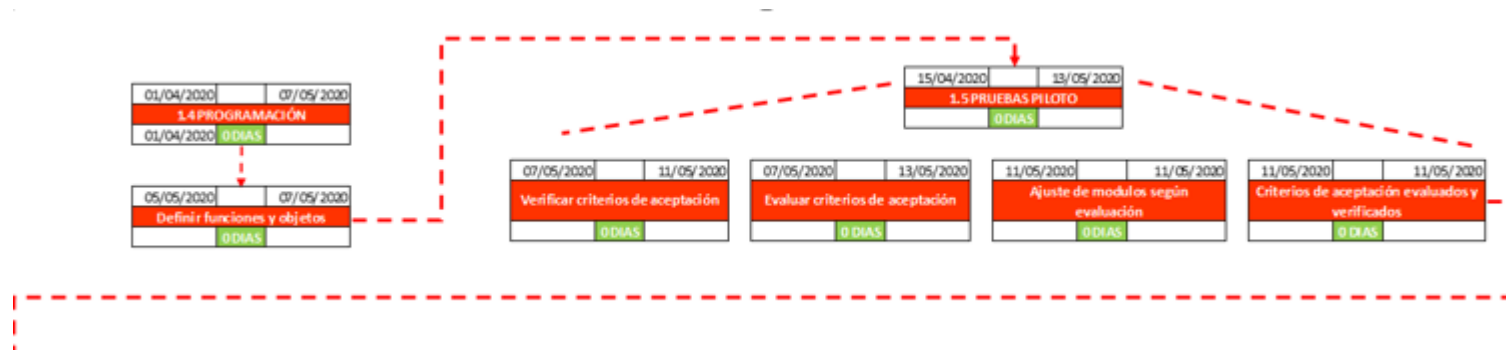 01/04/2020 07/05/2020
1.4 PROGRAMACIÓN
01/04/2020 0 DIAS
05/05/2020 07/05/2020
Definir funciones y objetos
0 DIAS
15/04/2020 13/05/2020
1.5 PRUEBAS PILOTO
0 DIAS
07/05/2020 11/05/2020
Verificar criterios de aceptación
0 DIAS
07/05/2020 13/05/2020
Evaluar criterios de aceptación
0 DIAS
11/05/2020 11/05/2020
Ajuste de modulos según
evaluación
0 DIAS
11/05/2020 11/05/2020
Criterios de aceptación evaluados y
verificados
0 DIAS